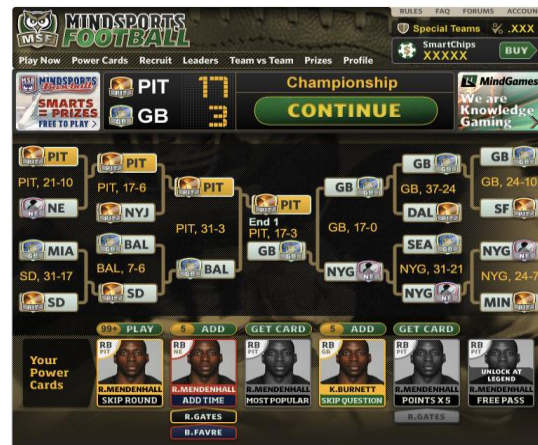 RULES FAQ FORUMS ACCOUN
MSF
MINDSPORTS
FOOTBALL
Special Teams .XXX
SmartChips
XXXXX
BUY
Play Now Power Cards Recruit Leaders Team vs Team Prizes Profile
MINDSPORTS
Baseball
SMARTS
= PRIZES
FREE TO PLAY >
PIT 17
GB 3
Championship
CONTINUE
MindGames
We are
Knowledge
Gaming
PIT
PIT, 21-10
NE
MIA
SD, 31-17
SD
PIT
PIT, 17-6
NYJ
BAL
BAL, 7-6
SD
PIT
PIT, 31-3
BAL
PIT
End 1
PIT, 17-3
GB
GB
GB, 17-0
NYG
GB
GB, 37-24
DAL
SEA
NYG, 31-21
NYG
GB
GB, 24-10
SF
NYG
NYG, 24-7
MIN
Your
Power
Cards
99+ PLAY
RB
PIT
R.MENDENHALL
SKIP ROUND
5 ADD
RB
NE
R.MENDENHALL
ADD TIME
R.GATES
B.FAVRE
GET CARD
RB
PIT
R.MENDENHALL
MOST POPULAR
5 ADD
RB
GB
K.BURNETT
SKIP QUESTION
GET CARD
RB
PIT
R.MENDENHALL
POINTS X 5
R.GATES
RB
PIT
UNLOCK AT
LEGEND
R.MENDENHALL
FREE PASS